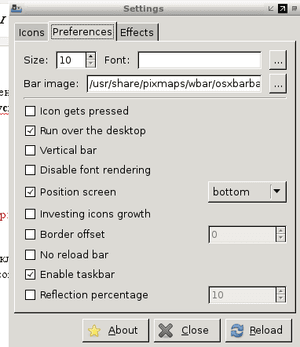 Settings
Icons Preferences Effects
Size: 10 Font: ...
Bar image: /usr/share/pixmaps/wbar/osxbarba ...
Icon gets pressed
Run over the desktop
Vertical bar
Disable font rendering
Position screen bottom
Investing icons growth
Border offset 0
No reload bar
Enable taskbar
Reflection percentage 10
About Close Reload